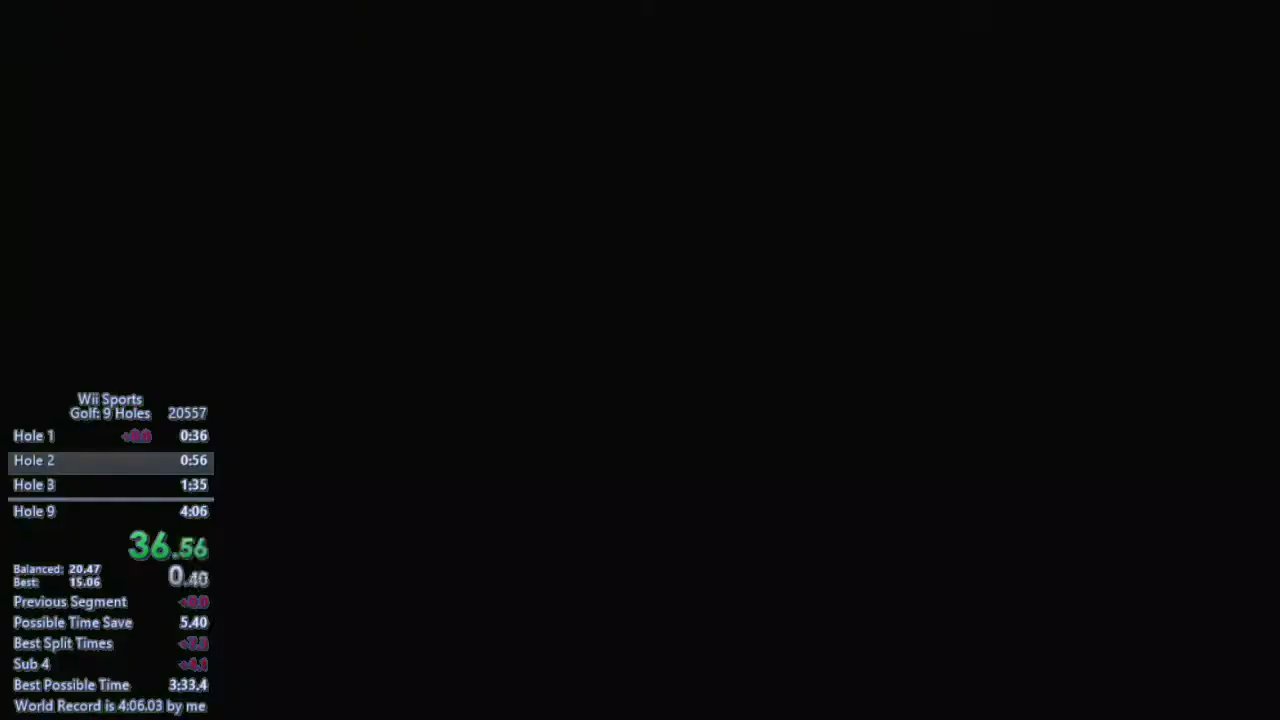 Wii Sports
Golf: 9 Holes 20557
Hole 1 0:36
Hole 2 0:56
Hole 3 1:35
Hole 9 4:06
36.56
Balanced: 20.47
Best: 15.06
0.40
Previous Segment
Possible Time Save 5.40
Best Split Times
Sub 4
Best Possible Time 3:33.4
World Record is 4:06.03 by me